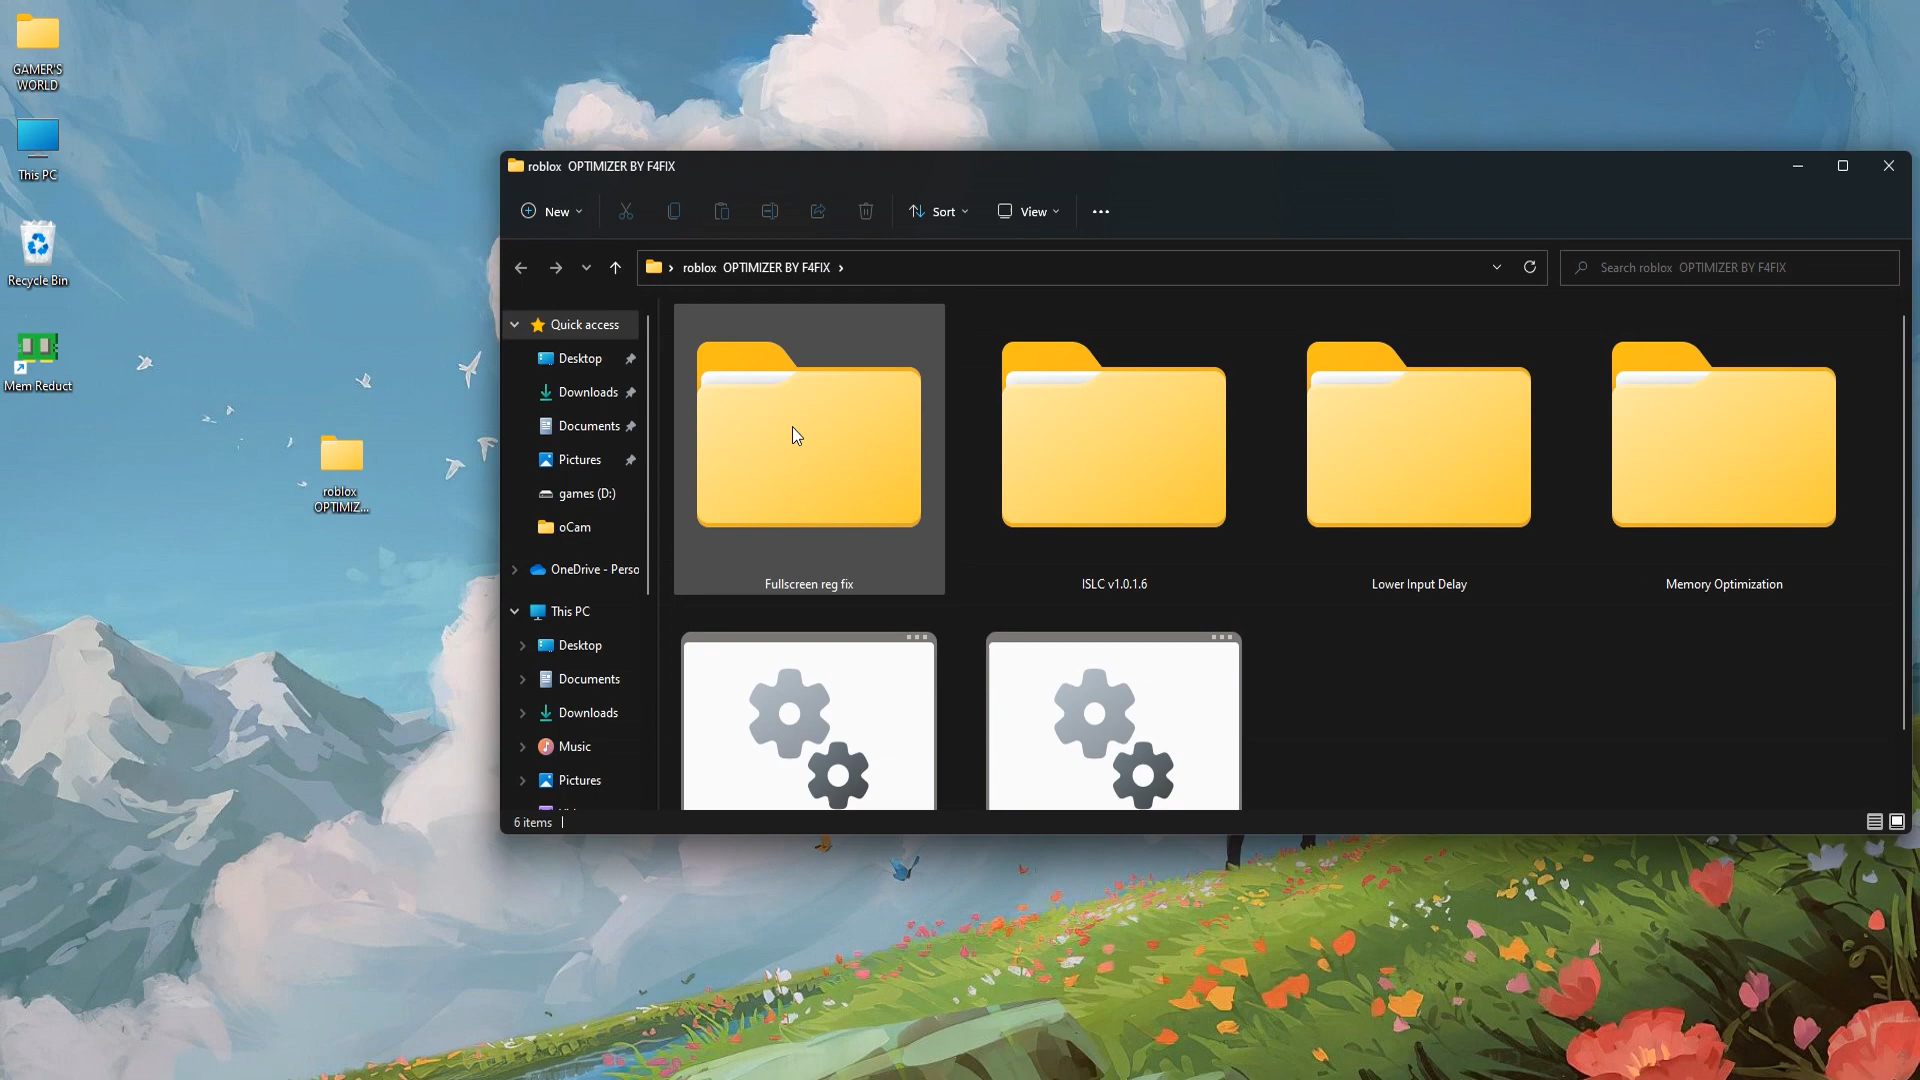 GAMER'S
WORLD
This PC
Recycle Bin
Mem Reduct
roblox
OPTIMIZ...
roblox  OPTIMIZER BY F4FIX
New
Sort
View
roblox  OPTIMIZER BY F4FIX
Search roblox  OPTIMIZER BY F4FIX
Quick access
Desktop
Downloads
Documents
Pictures
games (D:)
oCam
OneDrive - Perso
This PC
Desktop
Documents
Downloads
Music
Pictures
Fullscreen reg fix
ISLC v1.0.1.6
Lower Input Delay
Memory Optimization
6 items